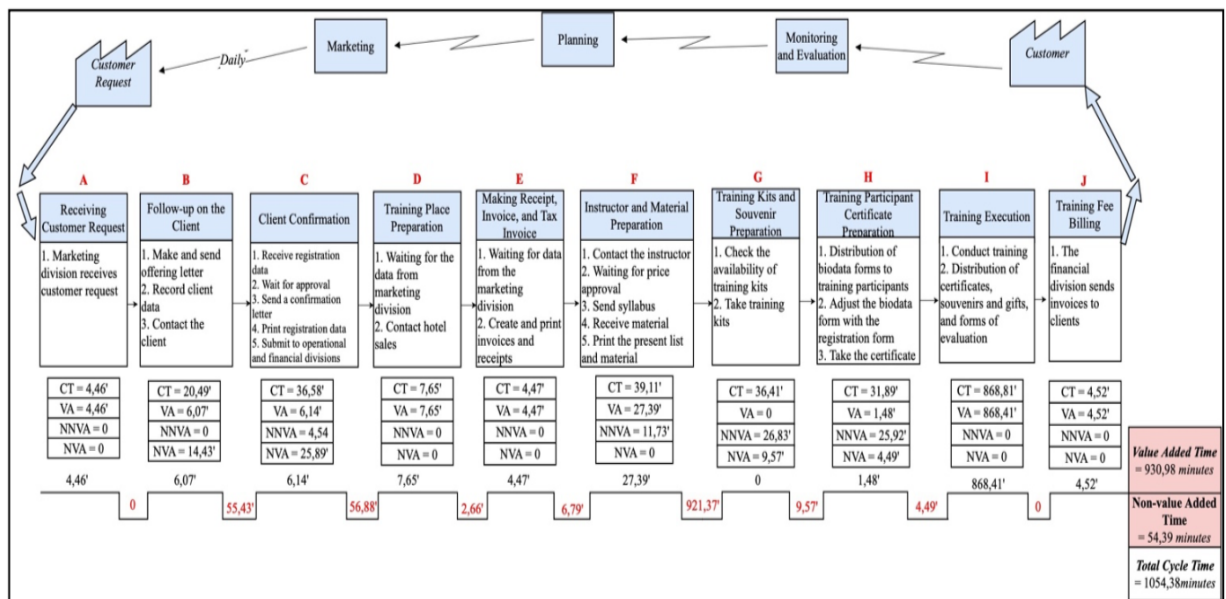 Customer
Request
Daily
Marketing
Planning
Monitoring
and Evaluation
Customer
A
B
C
D
E
F
G
H
I
J
Receiving
Customer Request
1. Marketing
division receives
customer request
Follow-up on the
Client
1. Make and send
offering letter
2. Record client
data
3. Contact the
client
Client Confirmation
1. Receive registration
data
2. Wait for approval
3. Send a confirmation
letter
4. Print registration data
5. Submit to operational
and financial divisions
Training Place
Preparation
1. Waiting for the
data from
marketing
division
2. Contact hotel
sales
Making Receipt,
Invoice, and Tax
Invoice
1. Waiting for data
from the
marketing
division
2. Create and print
invoices and
receipts
Instructor and Material
Preparation
1. Contact the instructor
2. Waiting for price
approval
3. Send syllabus
4. Receive material
5. Print the present list
and material
Training Kits and
Souvenir
Preparation
1. Check the
availability of
training kits
2. Take training
kits
Training Participant
Certificate
Preparation
1. Distribution of
biodata forms to
training participants
2. Adjust the biodata
form with the
registration form
3. Take the certificate
Training Execution
1. Conduct training
2. Distribution of
certificates,
souvenirs and gifts,
and forms of
evaluation
Training Fee
Billing
1. The
financial
division sends
invoices to
clients
CT = 4,46'
VA = 4,46'
NNVA = 0
NVA = 0
CT = 20,49'
VA = 6,07'
NNVA = 0
NVA = 14,43'
CT = 36,58'
VA = 6,14'
NNVA = 4,54
NVA = 25,89'
CT = 7,65'
VA = 7,65'
NNVA = 0
NVA = 0
CT = 4,47'
VA = 4,47'
NNVA = 0
NVA = 0
CT = 39,11'
VA = 27,39'
NNVA = 11,73'
NVA = 0
CT = 36,41'
VA = 0
NNVA = 26,83'
NVA = 9,57'
CT = 31,89'
VA = 1,48'
NNVA = 25,92'
NVA = 4,49'
CT = 868,81'
VA = 868,41'
NNVA = 0
NVA = 0
CT = 4,52'
VA = 4,52'
NNVA = 0
NVA = 0
4,46'
0
6,07'
55,43'
6,14'
56,88'
7,65'
2,66'
4,47'
6,79'
27,39'
921,37'
0
9,57'
1,48'
4,49'
868,41'
0
4,52'
Value Added Time
= 930,98 minutes
Non-value Added
Time
= 54,39 minutes
Total Cycle Time
= 1054,38minutes